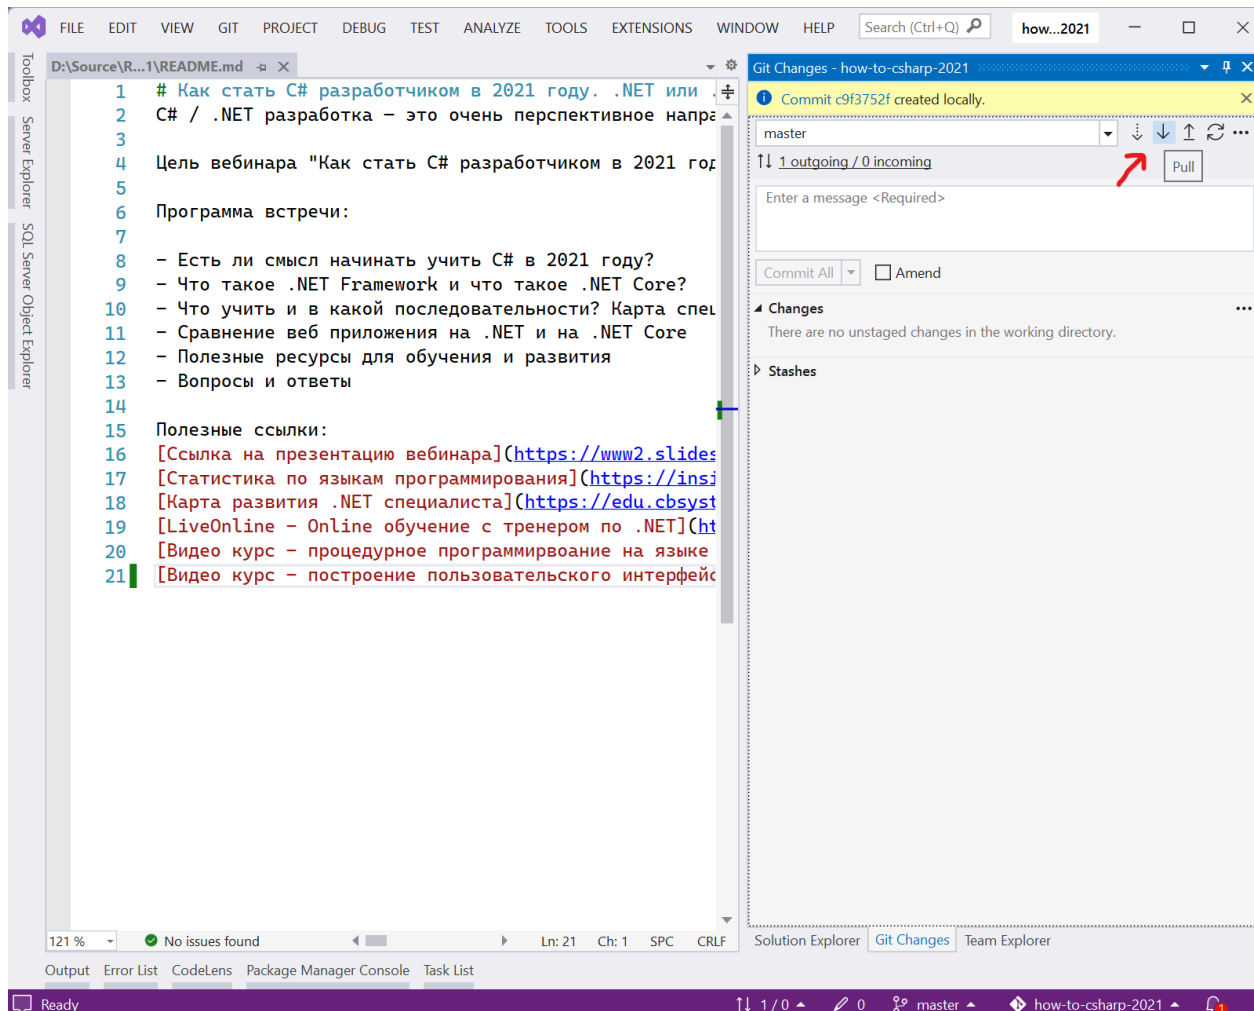 FILE EDIT VIEW GIT PROJECT DEBUG TEST ANALYZE TOOLS EXTENSIONS WINDOW HELP Search (Ctrl+Q) how...2021
Toolbox
Server Explorer
SQL Server Object Explorer
D:\Source\R...1\README.md
1 # Как стать C# разработчиком в 2021 году. .NET или .
2 C# / .NET разработка – это очень перспективное напра
3
4 Цель вебинара "Как стать C# разработчиком в 2021 год
5
6 Программа встречи:
7
8 – Есть ли смысл начинать учить C# в 2021 году?
9 – Что такое .NET Framework и что такое .NET Core?
10 – Что учить и в какой последовательности? Карта спец
11 – Сравнение веб приложения на .NET и на .NET Core
12 – Полезные ресурсы для обучения и развития
13 – Вопросы и ответы
14
15 Полезные ссылки:
16 [Ссылка на презентацию вебинара](https://www2.slides
17 [Статистика по языкам программирования](https://insi
18 [Карта развития .NET специалиста](https://edu.cbsyst
19 [LiveOnline – Online обучение с тренером по .NET](ht
20 [Видео курс – процедурное программирвоание на языке
21 [Видео курс – построение пользовательского интерфейс
121 % No issues found Ln: 21 Ch: 1 SPC CRLF
Git Changes - how-to-csharp-2021
Commit c9f3752f created locally.
master
1 outgoing / 0 incoming
Pull
Enter a message <Required>
Commit All Amend
Changes
There are no unstaged changes in the working directory.
Stashes
Solution Explorer Git Changes Team Explorer
Output Error List CodeLens Package Manager Console Task List
Ready 1 / 0 0 master how-to-csharp-2021 1